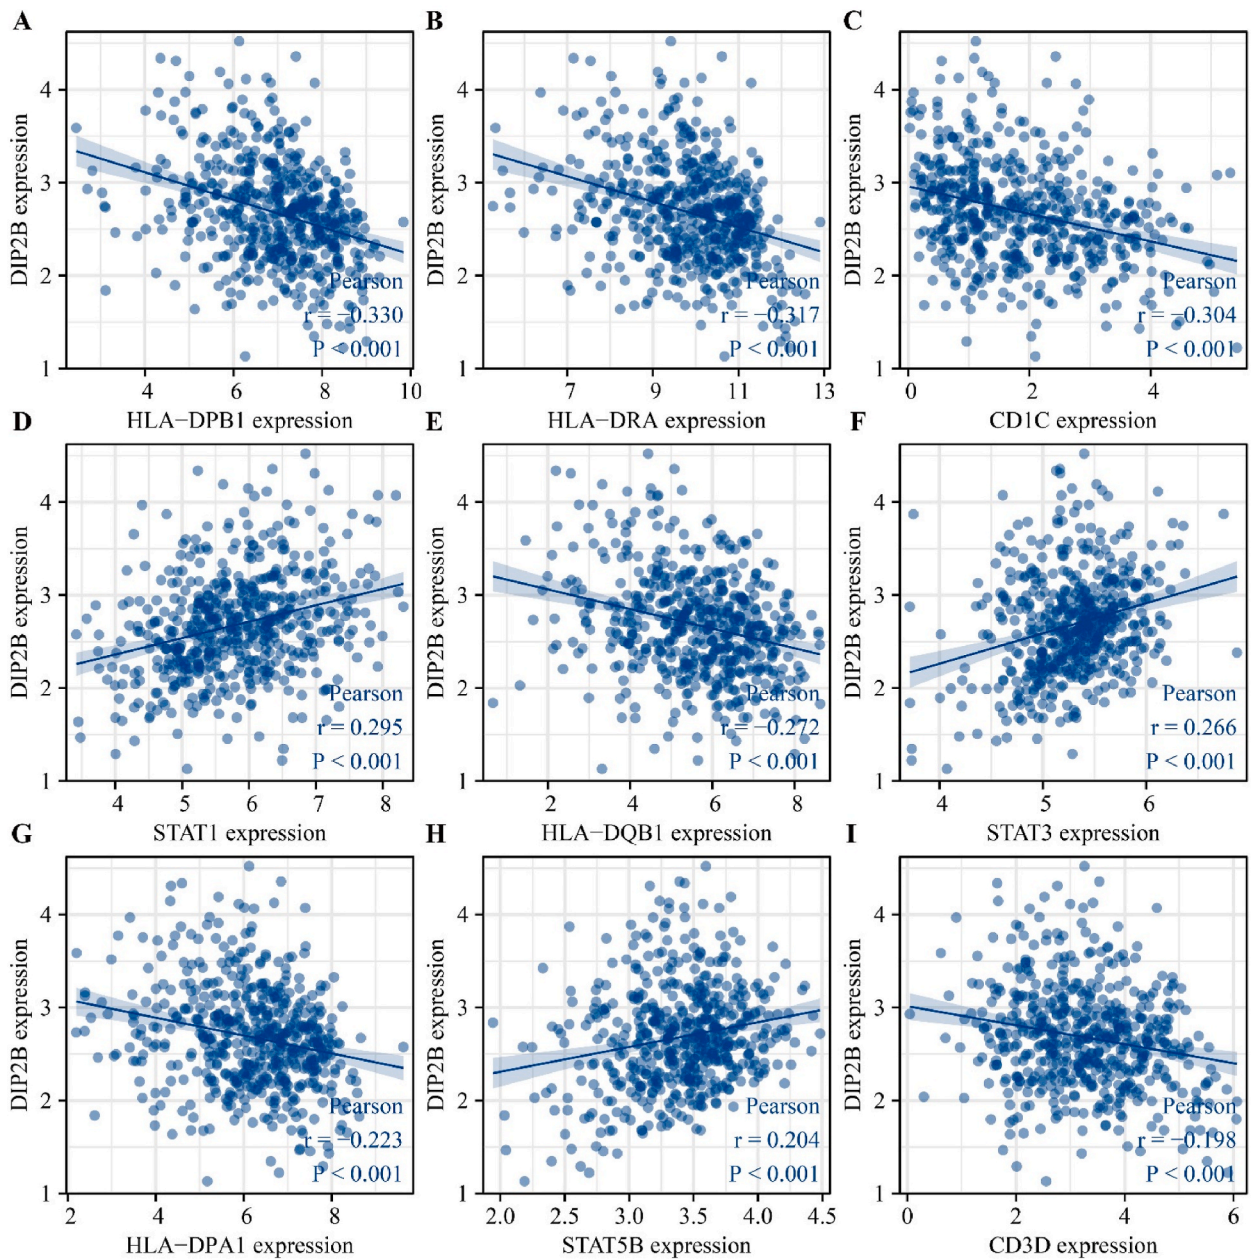 A
B
C
DIP2B expression
4
3
2
1
Pearson
r = −0.330
P < 0.001
4
6
8
10
HLA−DPB1 expression
DIP2B expression
4
3
2
1
Pearson
r = −0.317
P < 0.001
7
9
11
13
HLA−DRA expression
DIP2B expression
4
3
2
1
Pearson
r = −0.304
P < 0.001
0
2
4
CD1C expression
D
E
F
DIP2B expression
4
3
2
1
Pearson
r = 0.295
P < 0.001
4
5
6
7
8
STAT1 expression
DIP2B expression
4
3
2
1
Pearson
r = −0.272
P < 0.001
2
4
6
8
HLA−DQB1 expression
DIP2B expression
4
3
2
1
Pearson
r = 0.266
P < 0.001
4
5
6
STAT3 expression
G
H
I
DIP2B expression
4
3
2
1
Pearson
r = −0.223
P < 0.001
2
4
6
8
HLA−DPA1 expression
DIP2B expression
4
3
2
1
Pearson
r = 0.204
P < 0.001
2.0
2.5
3.0
3.5
4.0
4.5
STAT5B expression
DIP2B expression
4
3
2
1
Pearson
r = −0.198
P < 0.001
0
2
4
6
CD3D expression